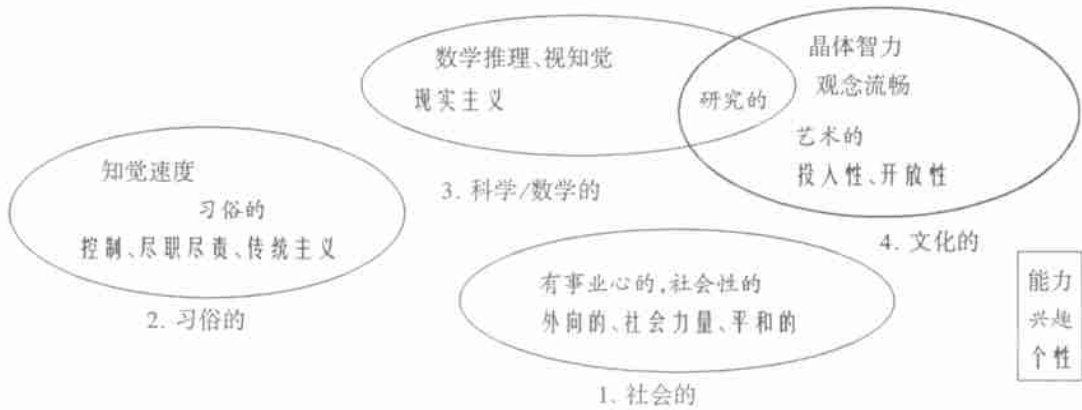 数学推理、视知觉
现实主义
研究的
晶体智力
观念流畅
艺术的
投入性、开放性
3. 科学/数学的
4. 文化的
知觉速度
习俗的
控制、尽职尽责、传统主义
2. 习俗的
有事业心的,社会性的
外向的、社会力量、平和的
1. 社会的
能力
兴趣
个性